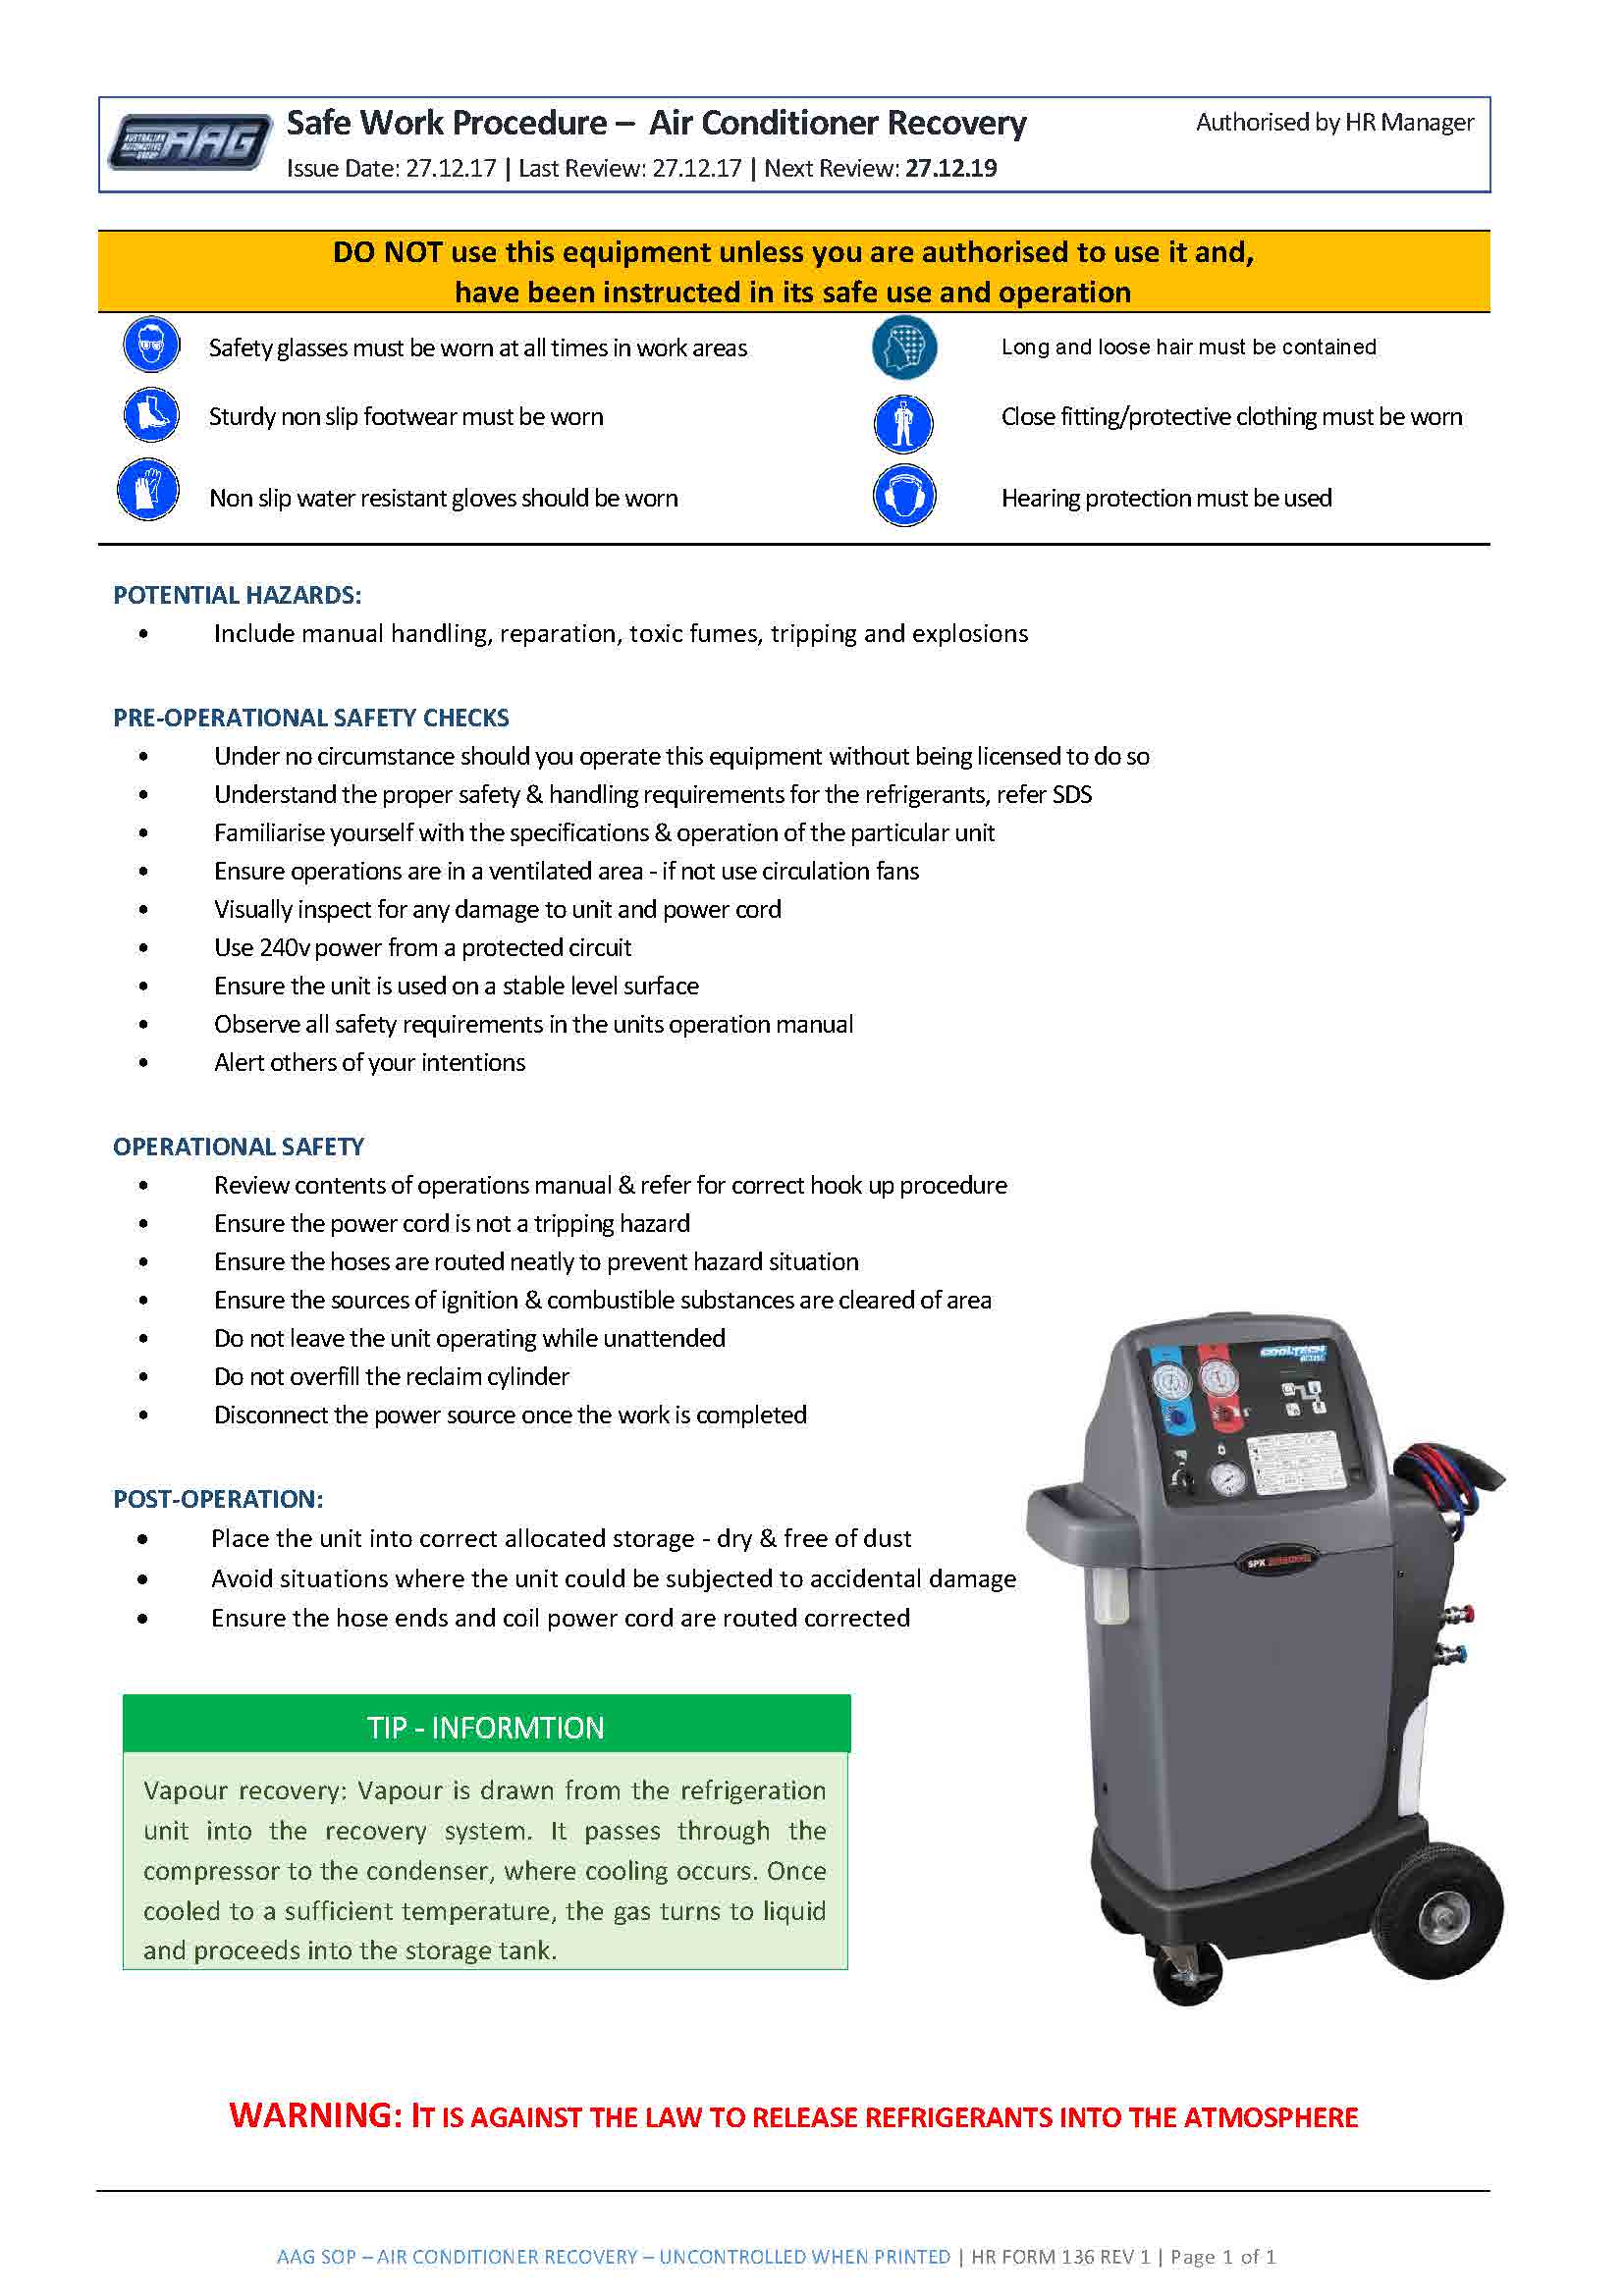 AUSTRALIAN AUTOMOTIVE GROUP AAG
Safe Work Procedure – Air Conditioner Recovery
Authorised by HR Manager
Issue Date: 27.12.17 | Last Review: 27.12.17 | Next Review: 27.12.19
DO NOT use this equipment unless you are authorised to use it and,
have been instructed in its safe use and operation
Safety glasses must be worn at all times in work areas
Long and loose hair must be contained
Sturdy non slip footwear must be worn
Close fitting/protective clothing must be worn
Non slip water resistant gloves should be worn
Hearing protection must be used
POTENTIAL HAZARDS:
• Include manual handling, reparation, toxic fumes, tripping and explosions
PRE-OPERATIONAL SAFETY CHECKS
• Under no circumstance should you operate this equipment without being licensed to do so
• Understand the proper safety & handling requirements for the refrigerants, refer SDS
• Familiarise yourself with the specifications & operation of the particular unit
• Ensure operations are in a ventilated area - if not use circulation fans
• Visually inspect for any damage to unit and power cord
• Use 240v power from a protected circuit
• Ensure the unit is used on a stable level surface
• Observe all safety requirements in the units operation manual
• Alert others of your intentions
OPERATIONAL SAFETY
• Review contents of operations manual & refer for correct hook up procedure
• Ensure the power cord is not a tripping hazard
• Ensure the hoses are routed neatly to prevent hazard situation
• Ensure the sources of ignition & combustible substances are cleared of area
• Do not leave the unit operating while unattended
• Do not overfill the reclaim cylinder
• Disconnect the power source once the work is completed
POST-OPERATION:
• Place the unit into correct allocated storage - dry & free of dust
• Avoid situations where the unit could be subjected to accidental damage
• Ensure the hose ends and coil power cord are routed corrected
COOLTECH
SPX
TIP - INFORMTION
Vapour recovery: Vapour is drawn from the refrigeration
unit into the recovery system. It passes through the
compressor to the condenser, where cooling occurs. Once
cooled to a sufficient temperature, the gas turns to liquid
and proceeds into the storage tank.
WARNING: IT IS AGAINST THE LAW TO RELEASE REFRIGERANTS INTO THE ATMOSPHERE
AAG SOP – AIR CONDITIONER RECOVERY – UNCONTROLLED WHEN PRINTED | HR FORM 136 REV 1 | Page 1 of 1